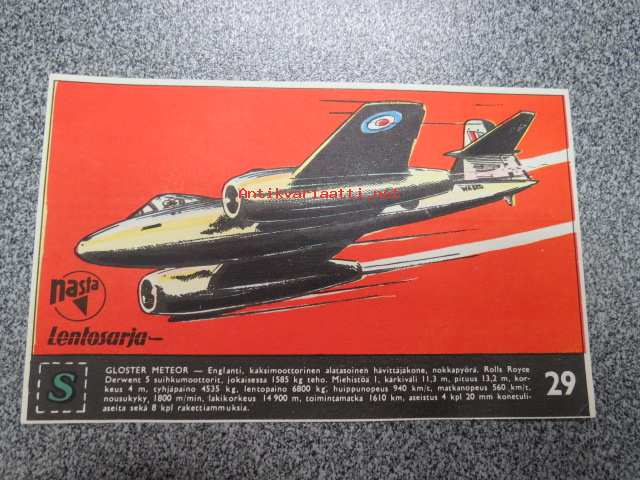 Antikvariaatti.net
WA820
nasta
Lentosarja
S
GLOSTER METEOR — Englanti, kaksimoottorinen alatasoinen hävittäjäkone, nokkapyörä. Rolls Royce
Derwent 5 suihkumoottorit, jokaisessa 1585 kg teho. Miehistö 1, kärkiväli 11,3 m, pituus 13,2 m, kor-
keus 4 m, tyhjäpaino 4535 kg, lentopaino 6800 kg, huippunopeus 940 km/t, matkanopeus 560 km/t,
nousukyky, 1800 m/min, lakikorkeus 14 900 m, toimintamatka 1610 km, aseistus 4 kpl 20 mm konetuli-
aseita sekä 8 kpl rakettiammuksia.
29